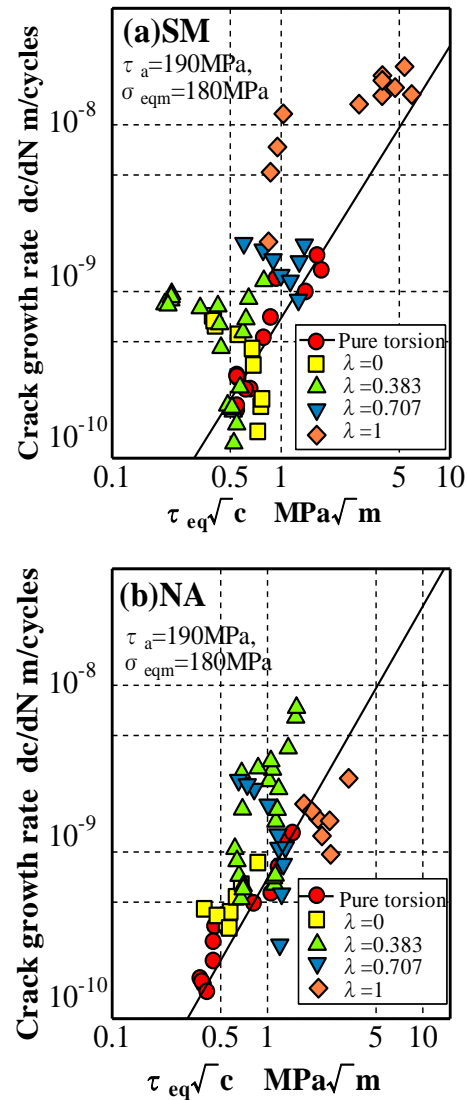 (a)SM
τ a=190MPa,
σ eqm=180MPa
10-8
10-9
10-10
Crack growth rate dc/dN m/cycles
Pure torsion
λ=0
λ=0.383
λ=0.707
λ=1
0.1 0.5 1 5 10
τ eq√c MPa√m
(b)NA
τ a=190MPa,
σ eqm=180MPa
10-8
10-9
10-10
Crack growth rate dc/dN m/cycles
Pure torsion
λ=0
λ=0.383
λ=0.707
λ=1
0.1 0.5 1 5 10
τ eq√c MPa√m